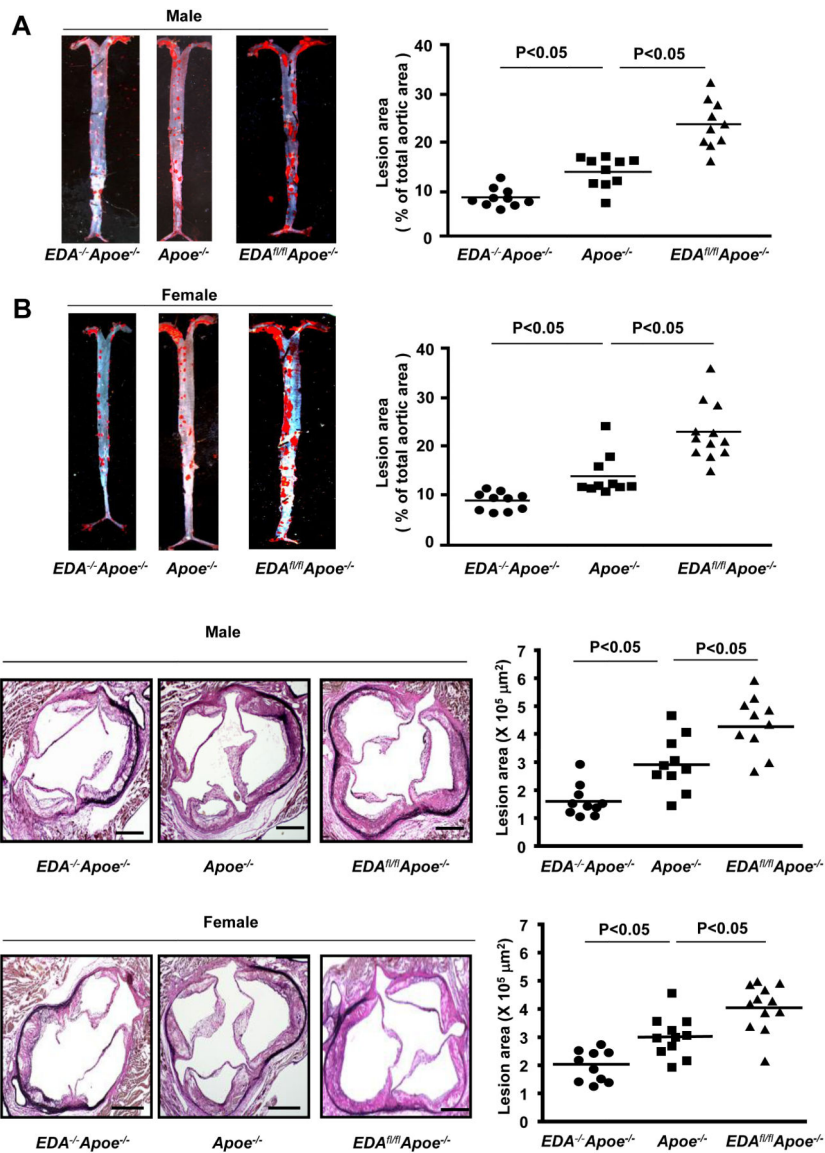 A
Male
EDA-/-Apoe-/-
Apoe-/-
EDAfl/flApoe-/-
Lesion area
( % of total aortic area)
40
30
20
10
0
P<0.05
P<0.05
EDA-/-Apoe-/-
Apoe-/-
EDAfl/flApoe-/-
B
Female
EDA-/-Apoe-/-
Apoe-/-
EDAfl/flApoe-/-
Lesion area
( % of total aortic area)
40
30
20
10
0
P<0.05
P<0.05
EDA-/-Apoe-/-
Apoe-/-
EDAfl/flApoe-/-
Male
EDA-/-Apoe-/-
Apoe-/-
EDAfl/flApoe-/-
Lesion area (X 10⁵ µm²)
7
6
5
4
3
2
1
0
P<0.05
P<0.05
EDA-/-Apoe-/-
Apoe-/-
EDAfl/flApoe-/-
Female
EDA-/-Apoe-/-
Apoe-/-
EDAfl/flApoe-/-
Lesion area (X 10⁵ µm²)
7
6
5
4
3
2
1
0
P<0.05
P<0.05
EDA-/-Apoe-/-
Apoe-/-
EDAfl/flApoe-/-